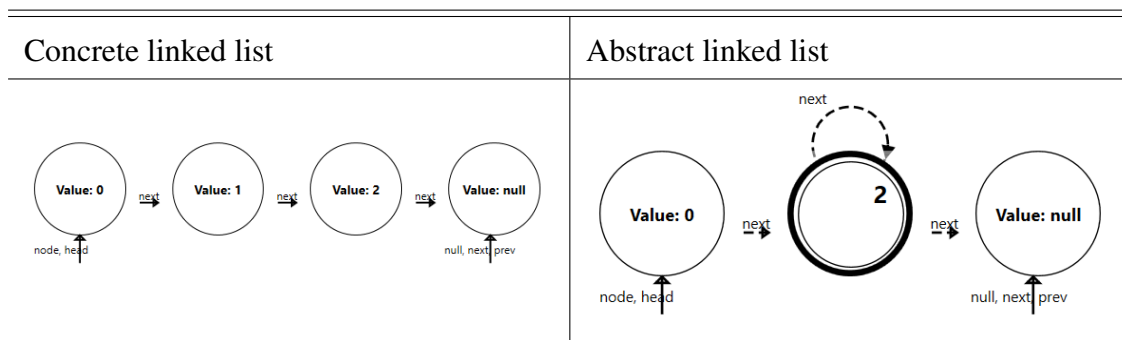 Concrete linked list
Abstract linked list
Value: 0
next
Value: 1
next
Value: 2
next
Value: null
node, head
null, next, prev
next
Value: 0
next
2
next
Value: null
node, head
null, next, prev